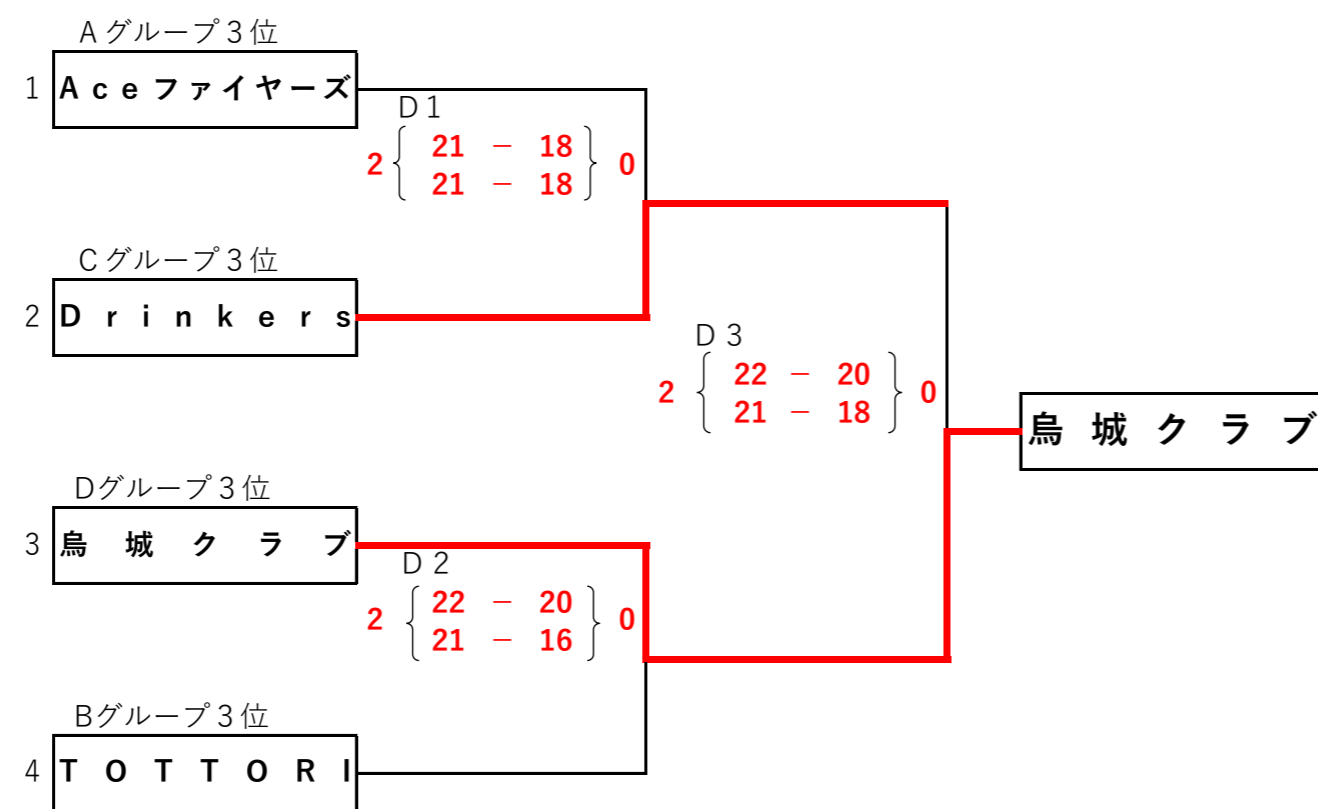 Aグループ3位
1 Aceファイヤーズ
D1
2 { 21 － 18 } 0
21 － 18
Cグループ3位
2 Drinkers
D3
2 { 22 － 20 } 0
21 － 18
烏城クラブ
Dグループ3位
3 烏城クラブ
D2
2 { 22 － 20 } 0
21 － 16
Bグループ3位
4 TOTTORI